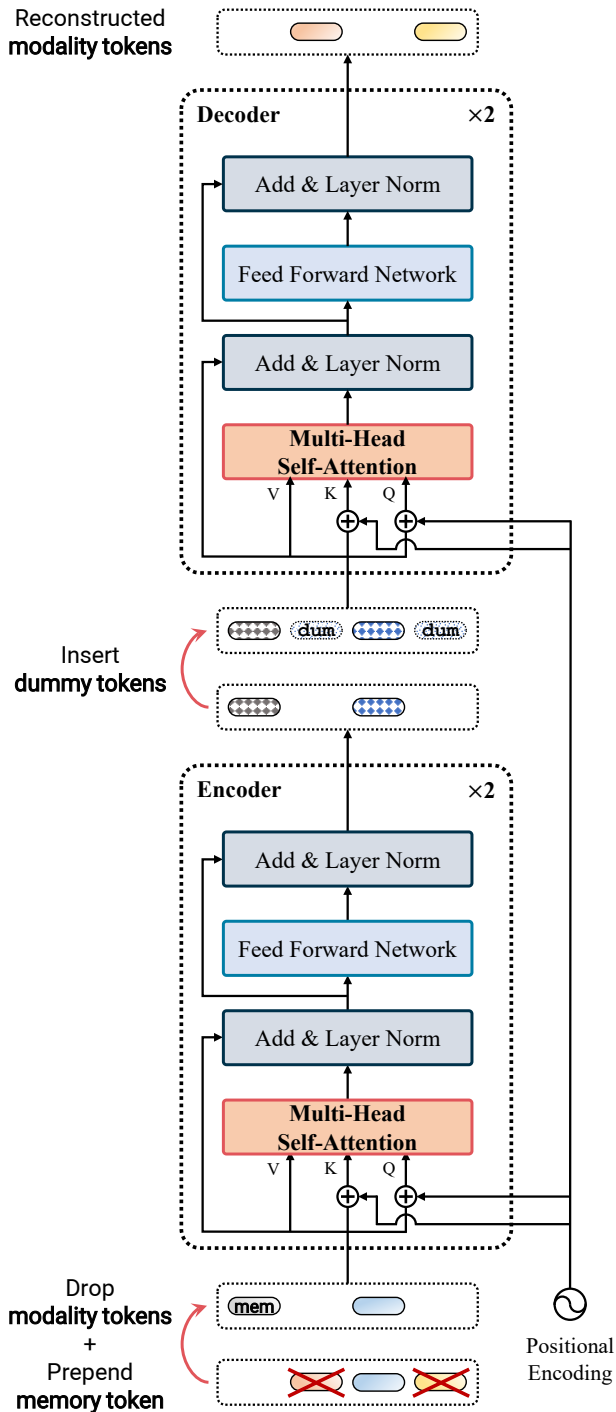 Reconstructed
modality tokens
Decoder ×2
Add & Layer Norm
Feed Forward Network
Add & Layer Norm
Multi-Head
Self-Attention
V K Q
dum dum
Insert
dummy tokens
Encoder ×2
Add & Layer Norm
Feed Forward Network
Add & Layer Norm
Multi-Head
Self-Attention
V K Q
Drop
modality tokens
+
Prepend
memory token
mem
Positional
Encoding